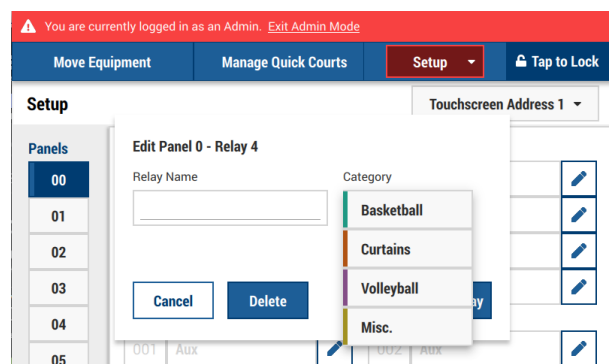 You are currently logged in as an Admin. Exit Admin Mode
Move Equipment
Manage Quick Courts
Setup
Tap to Lock
Setup
Touchscreen Address 1
Panels
00
01
02
03
04
05
Edit Panel 0 - Relay 4
Relay Name
Category
Basketball
Curtains
Volleyball
Misc.
Cancel
Delete
001 Aux
002 Aux